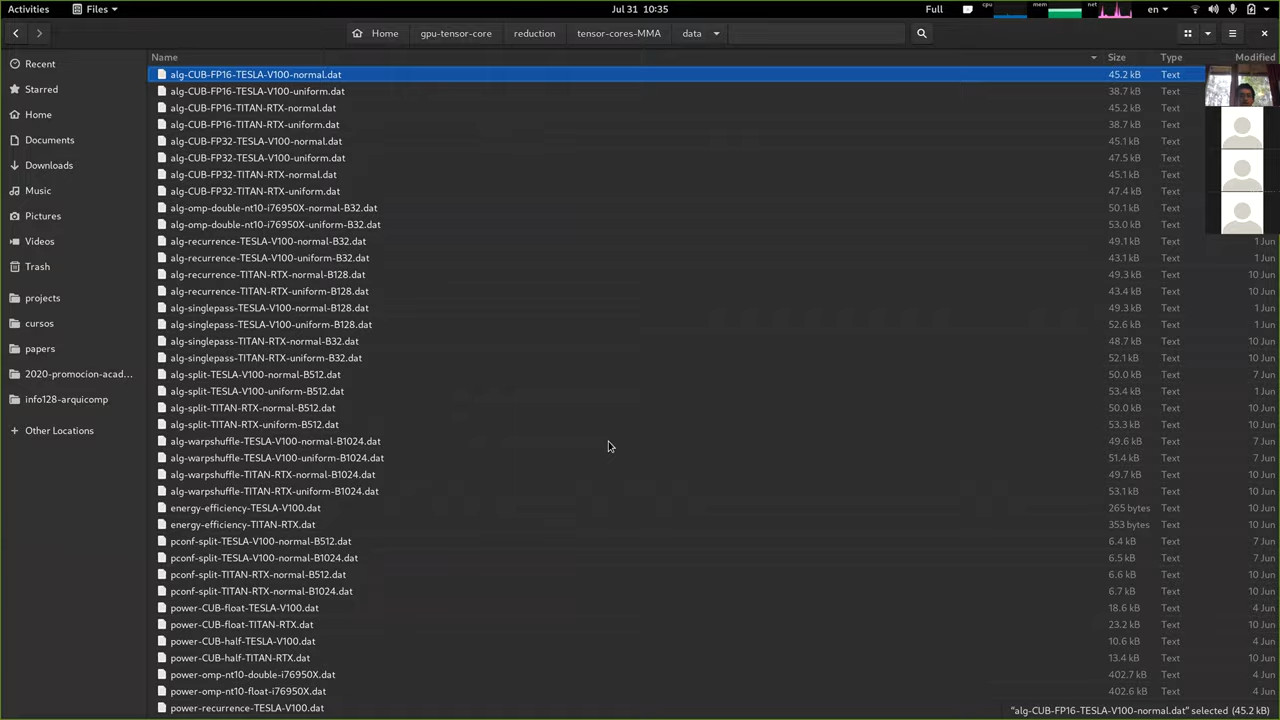 Activities Files Jul 31 10:35 Full cpu mem net en
Home gpu-tensor-core reduction tensor-cores-MMA data
Name Size Type Modified
Recent
Starred
Home
Documents
Downloads
Music
Pictures
Videos
Trash
projects
cursos
papers
2020-promocion-acad...
info128-arquicomp
Other Locations
alg-CUB-FP16-TESLA-V100-normal.dat 45.2 kB Text
alg-CUB-FP16-TESLA-V100-uniform.dat 38.7 kB Text
alg-CUB-FP16-TITAN-RTX-normal.dat 45.2 kB Text
alg-CUB-FP16-TITAN-RTX-uniform.dat 38.7 kB Text
alg-CUB-FP32-TESLA-V100-normal.dat 45.1 kB Text
alg-CUB-FP32-TESLA-V100-uniform.dat 47.5 kB Text
alg-CUB-FP32-TITAN-RTX-normal.dat 45.1 kB Text
alg-CUB-FP32-TITAN-RTX-uniform.dat 47.4 kB Text
alg-omp-double-nt10-i76950X-normal-B32.dat 50.1 kB Text
alg-omp-double-nt10-i76950X-uniform-B32.dat 53.0 kB Text
alg-recurrence-TESLA-V100-normal-B32.dat 49.1 kB Text 1 Jun
alg-recurrence-TESLA-V100-uniform-B32.dat 43.1 kB Text 1 Jun
alg-recurrence-TITAN-RTX-normal-B128.dat 49.3 kB Text 10 Jun
alg-recurrence-TITAN-RTX-uniform-B128.dat 43.4 kB Text 10 Jun
alg-singlepass-TESLA-V100-normal-B128.dat 49.3 kB Text 1 Jun
alg-singlepass-TESLA-V100-uniform-B128.dat 52.6 kB Text 1 Jun
alg-singlepass-TITAN-RTX-normal-B32.dat 48.7 kB Text 10 Jun
alg-singlepass-TITAN-RTX-uniform-B32.dat 52.1 kB Text 10 Jun
alg-split-TESLA-V100-normal-B512.dat 50.0 kB Text 7 Jun
alg-split-TESLA-V100-uniform-B512.dat 53.4 kB Text 1 Jun
alg-split-TITAN-RTX-normal-B512.dat 50.0 kB Text 10 Jun
alg-split-TITAN-RTX-uniform-B512.dat 53.3 kB Text 10 Jun
alg-warpshuffle-TESLA-V100-normal-B1024.dat 49.6 kB Text 7 Jun
alg-warpshuffle-TESLA-V100-uniform-B1024.dat 51.4 kB Text 7 Jun
alg-warpshuffle-TITAN-RTX-normal-B1024.dat 49.7 kB Text 10 Jun
alg-warpshuffle-TITAN-RTX-uniform-B1024.dat 53.1 kB Text 10 Jun
energy-efficiency-TESLA-V100.dat 265 bytes Text 10 Jun
energy-efficiency-TITAN-RTX.dat 353 bytes Text 10 Jun
pconf-split-TESLA-V100-normal-B512.dat 6.4 kB Text 7 Jun
pconf-split-TESLA-V100-normal-B1024.dat 6.5 kB Text 7 Jun
pconf-split-TITAN-RTX-normal-B512.dat 6.6 kB Text 10 Jun
pconf-split-TITAN-RTX-normal-B1024.dat 6.7 kB Text 10 Jun
power-CUB-float-TESLA-V100.dat 18.6 kB Text 4 Jun
power-CUB-float-TITAN-RTX.dat 23.2 kB Text 10 Jun
power-CUB-half-TESLA-V100.dat 10.6 kB Text 4 Jun
power-CUB-half-TITAN-RTX.dat 13.4 kB Text 10 Jun
power-omp-nt10-double-i76950X.dat 402.7 kB Text 4 Jun
power-omp-nt10-float-i76950X.dat 402.6 kB Text 4 Jun
power-recurrence-TESLA-V100.dat
"alg-CUB-FP16-TESLA-V100-normal.dat" selected (45.2 kB)